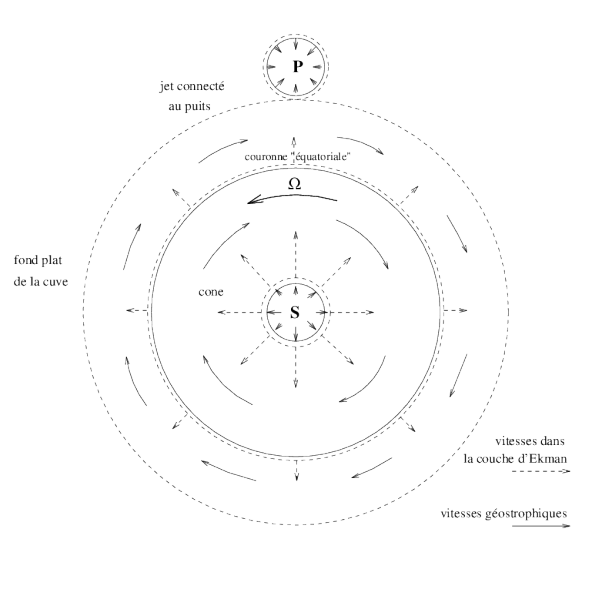 P
jet connecté
au puits
couronne "équatoriale"
Ω
fond plat
de la cuve
cone
S
vitesses dans
la couche d'Ekman
vitesses géostrophiques